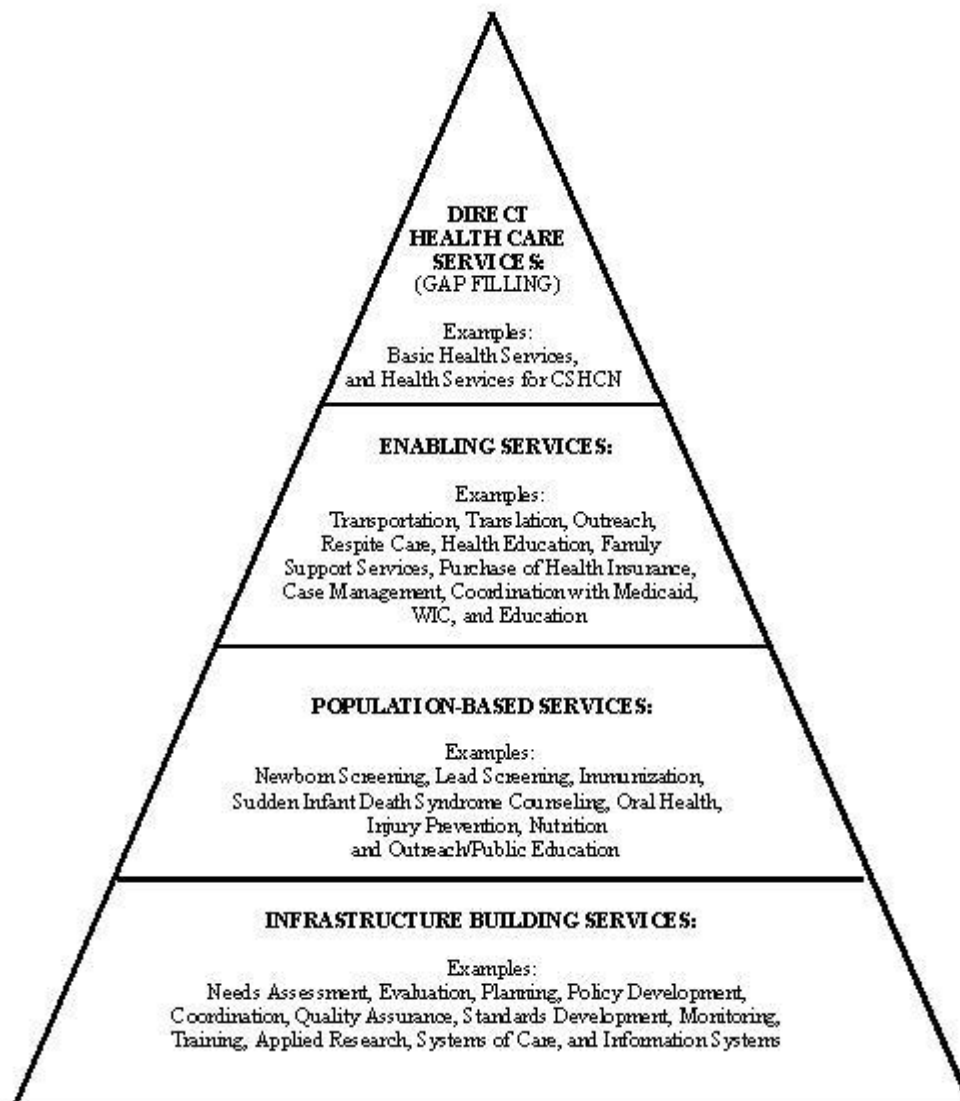 DIRECT
HEALTH CARE
SERVICES:
(GAP FILLING)
Examples:
Basic Health Services,
and Health Services for CSHCN
ENABLING SERVICES:
Examples:
Transportation, Translation, Outreach,
Respite Care, Health Education, Family
Support Services, Purchase of Health Insurance,
Case Management, Coordination with Medicaid,
WIC, and Education
POPULATION-BASED SERVICES:
Examples:
Newborn Screening, Lead Screening, Immunization,
Sudden Infant Death Syndrome Counseling, Oral Health,
Injury Prevention, Nutrition
and Outreach/Public Education
INFRASTRUCTURE BUILDING SERVICES:
Examples:
Needs Assessment, Evaluation, Planning, Policy Development,
Coordination, Quality Assurance, Standards Development, Monitoring,
Training, Applied Research, Systems of Care, and Information Systems